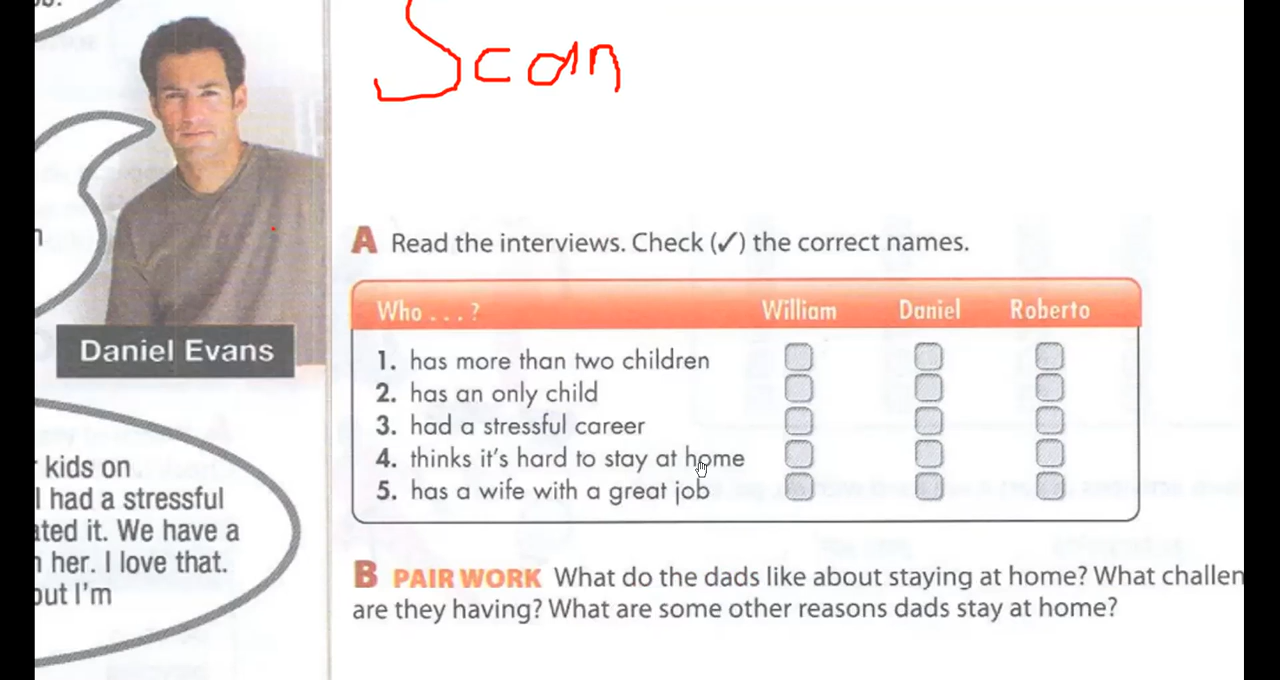 Scan
A Read the interviews. Check (✓) the correct names.
Who . . . ? William Daniel Roberto
1. has more than two children
2. has an only child
3. had a stressful career
4. thinks it's hard to stay at home
5. has a wife with a great job
B PAIR WORK What do the dads like about staying at home? What challen
are they having? What are some other reasons dads stay at home?
Daniel Evans
kids on
I had a stressful
ated it. We have a
her. I love that.
out I'm